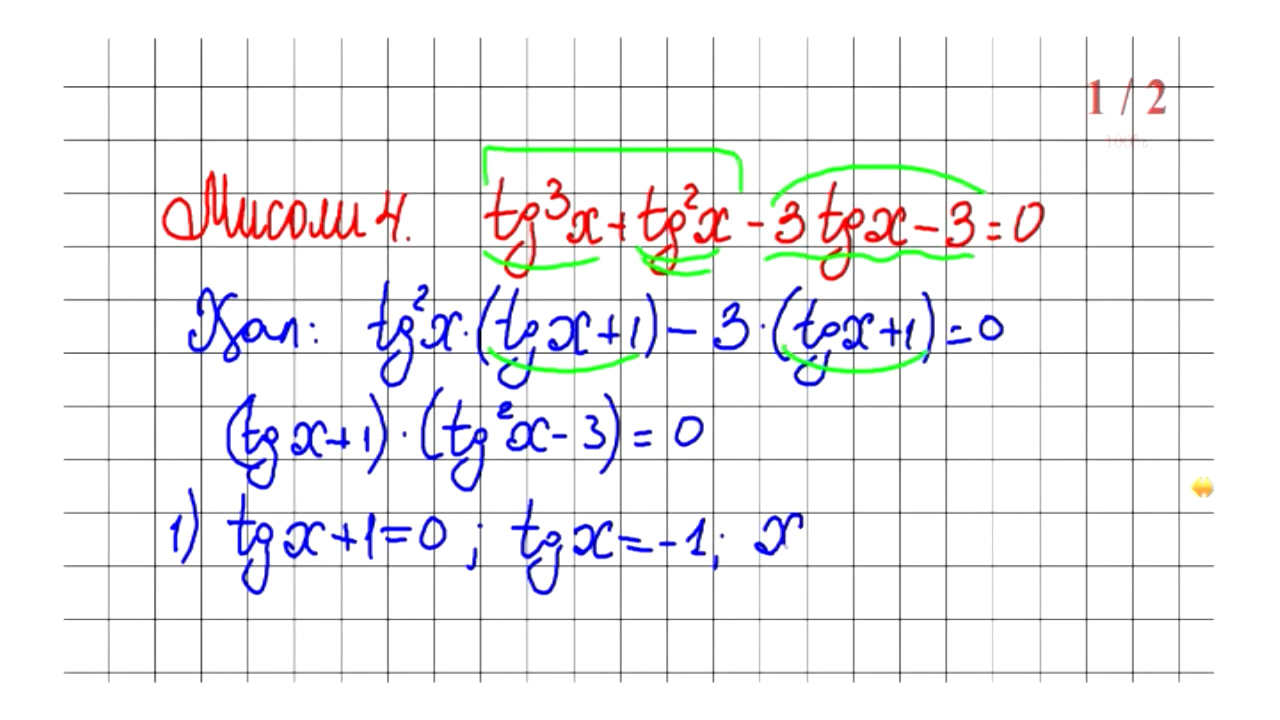 1 / 2
100%
Мисоли 4. tg³x + tg²x - 3 tgx - 3 = 0
Ҳал: tg²x · (tgx + 1) - 3 · (tgx + 1) = 0
(tgx + 1) · (tg²x - 3) = 0
1) tgx + 1 = 0 ; tgx = -1; x